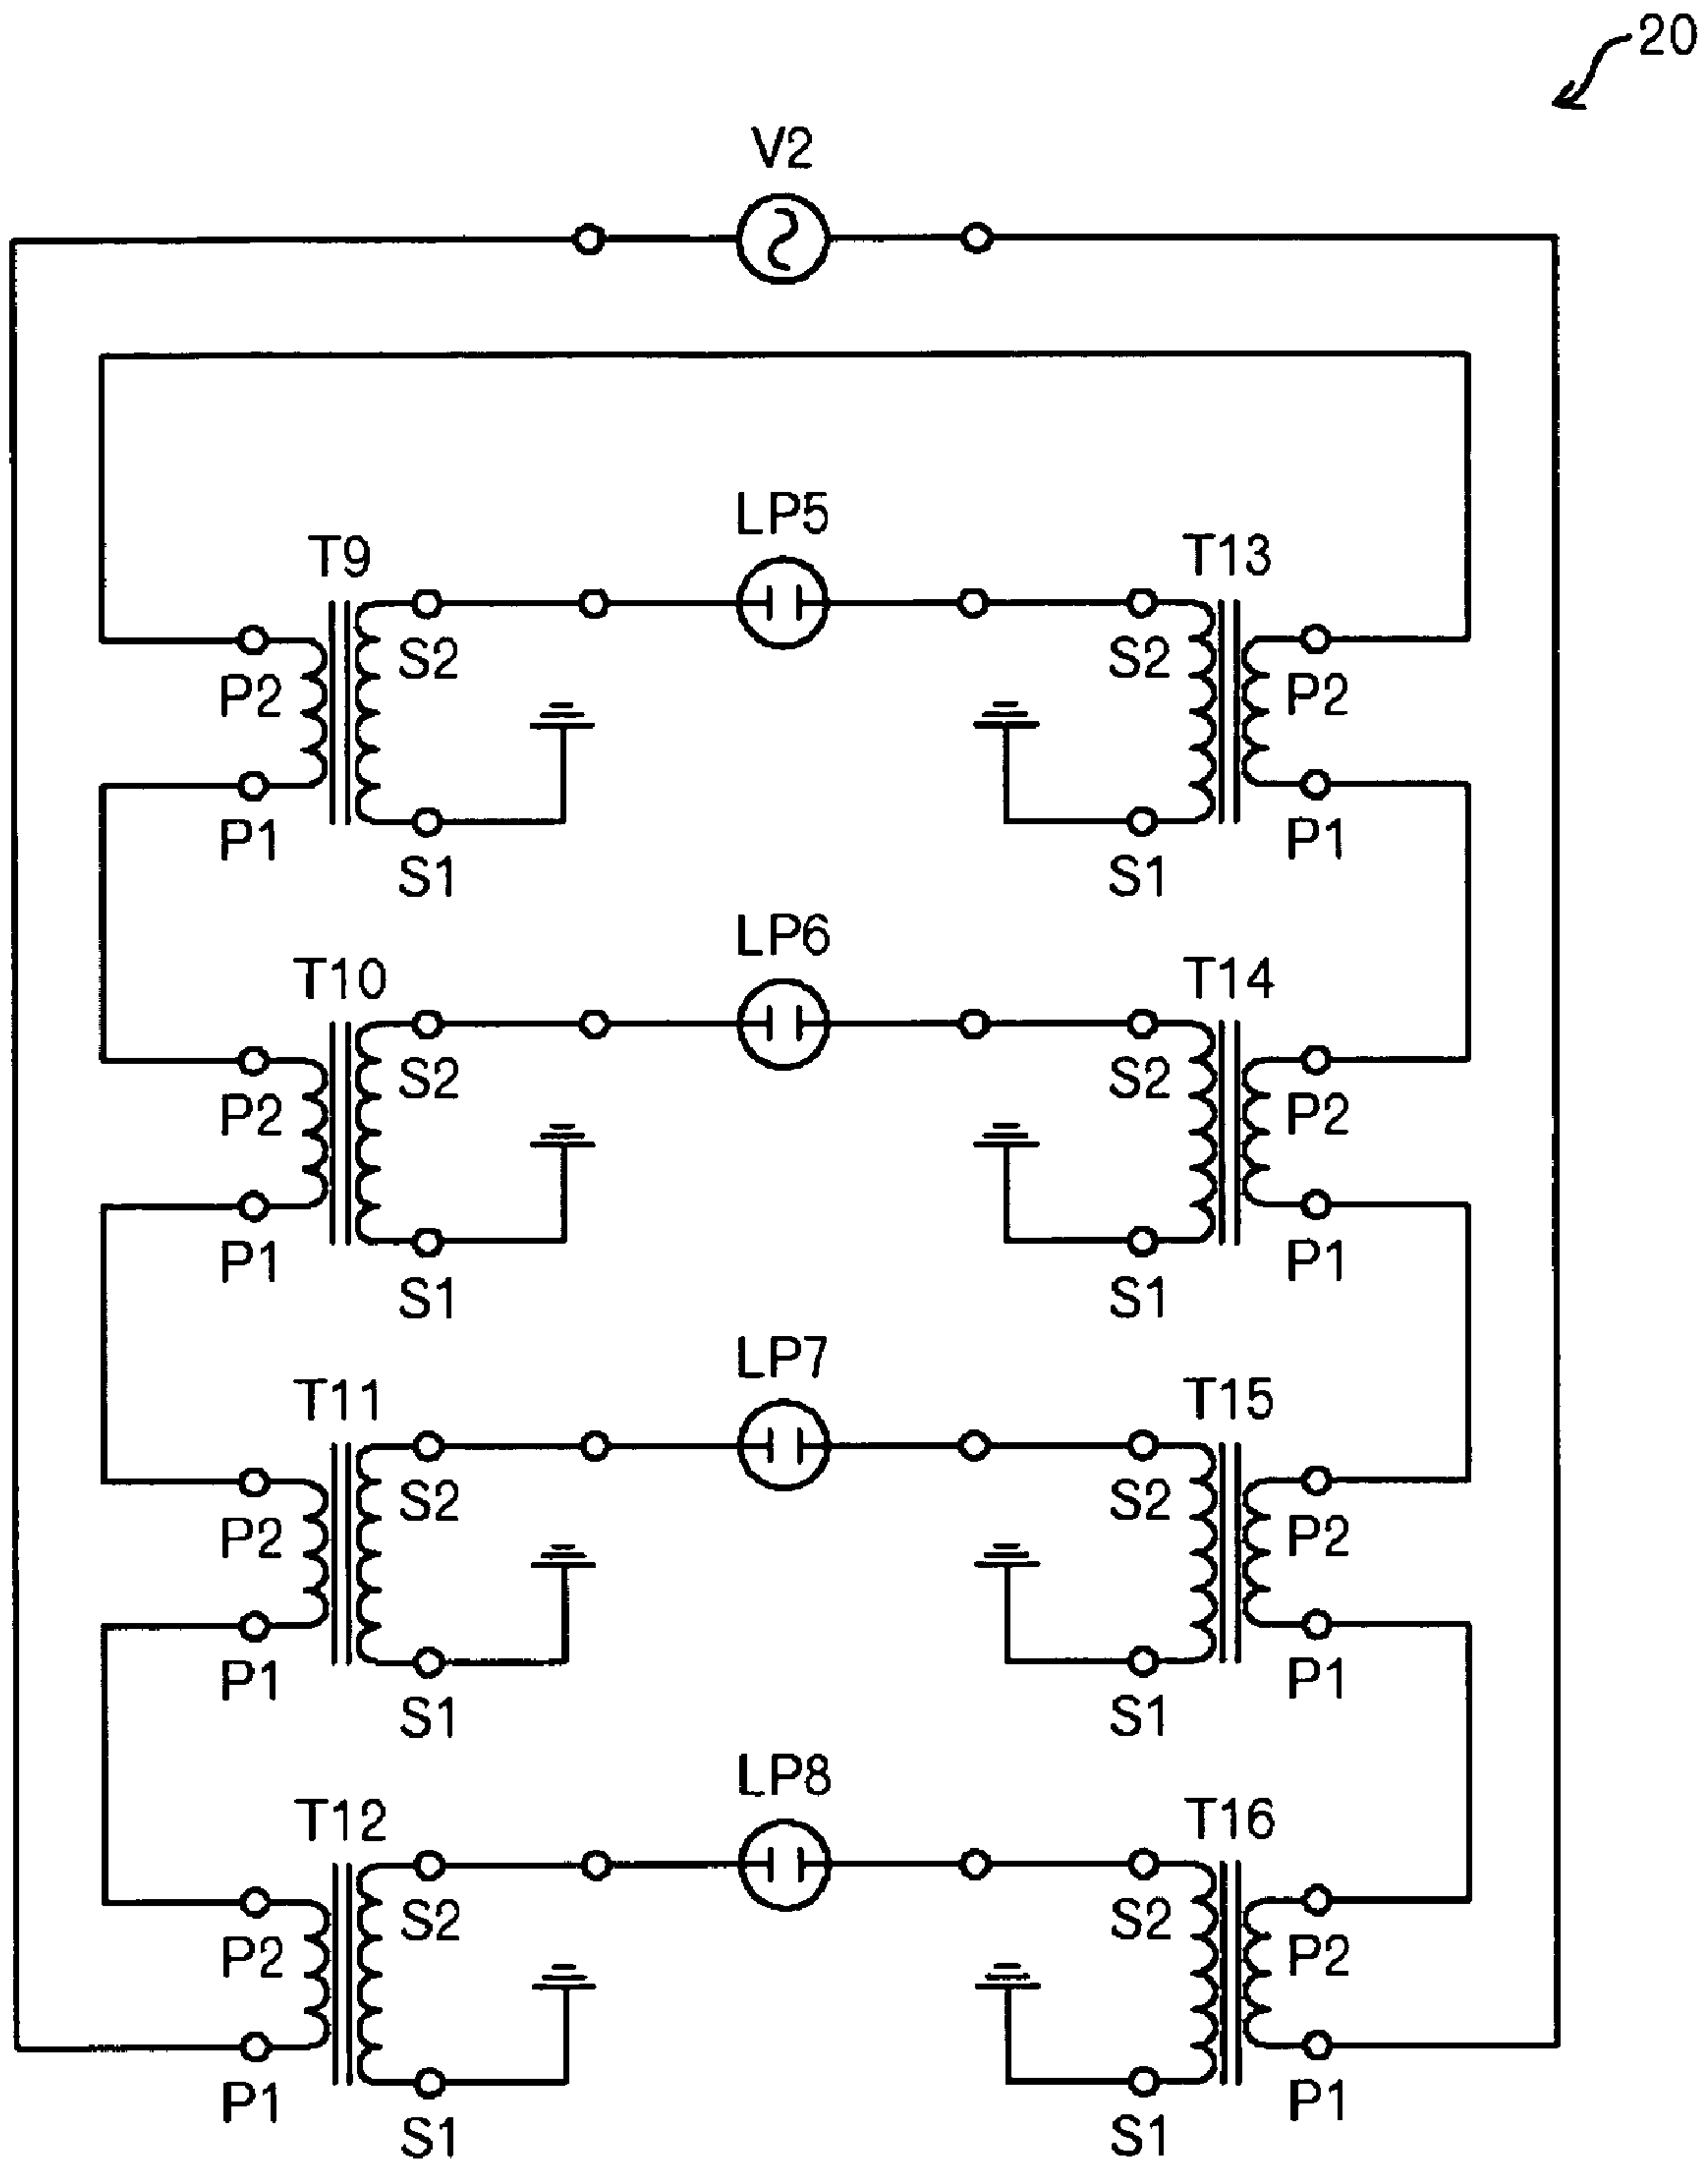 20
V2
LP5
T9 T13
S2 S2
P2 P2
P1 P1
S1 S1
LP6
T10 T14
S2 S2
P2 P2
P1 P1
S1 S1
LP7
T11 T15
S2 S2
P2 P2
P1 P1
S1 S1
LP8
T12 T16
S2 S2
P2 P2
P1 P1
S1 S1